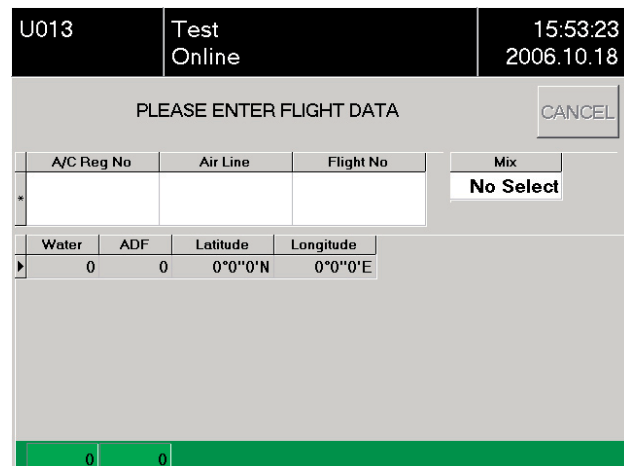 U013 Test 15:53:23
Online 2006.10.18
PLEASE ENTER FLIGHT DATA CANCEL
A/C Reg No Air Line Flight No Mix
No Select
*
Water ADF Latitude Longitude
0 0 0°0"0'N 0°0"0'E
0 0